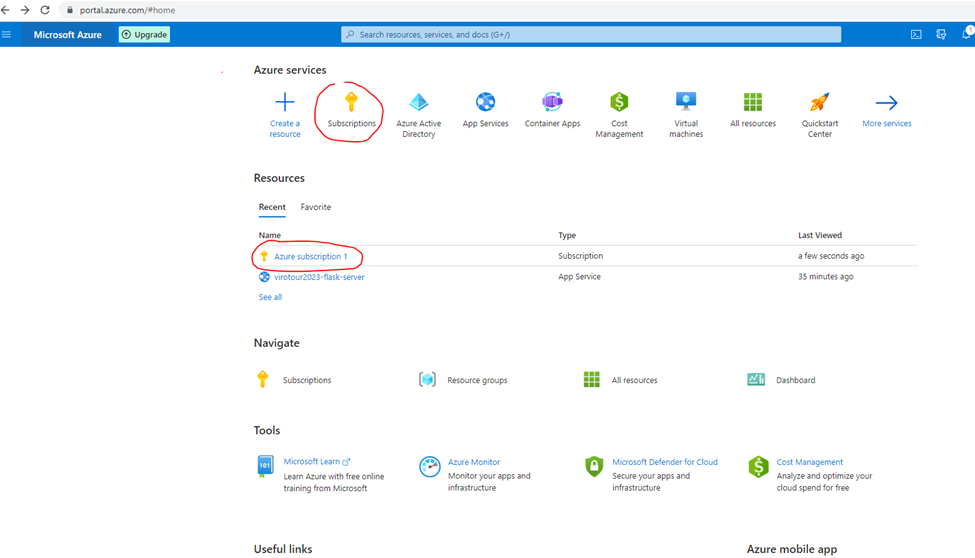 portal.azure.com/#home
Microsoft Azure
Upgrade
Search resources, services, and docs (G+/)
1
Azure services
Create a
resource
Subscriptions
Azure Active
Directory
App Services
Container Apps
Cost
Management
Virtual
machines
All resources
Quickstart
Center
More services
Resources
Recent Favorite
Name Type Last Viewed
Azure subscription 1 Subscription a few seconds ago
virotour2023-flask-server App Service 35 minutes ago
See all
Navigate
Subscriptions Resource groups All resources Dashboard
Tools
101
Microsoft Learn
Learn Azure with free online
training from Microsoft
Azure Monitor
Monitor your apps and
infrastructure
Microsoft Defender for Cloud
Secure your apps and
infrastructure
Cost Management
Analyze and optimize your
cloud spend for free
Useful links Azure mobile app